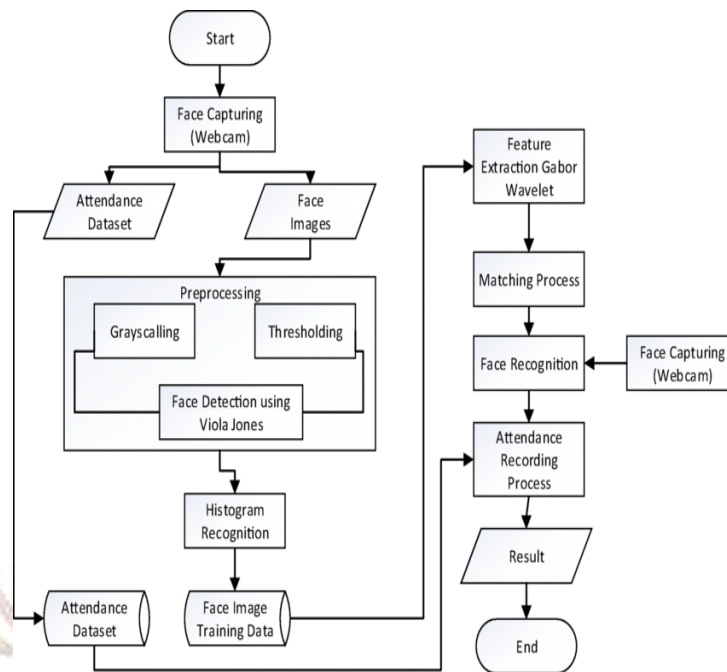 Start
Face Capturing
(Webcam)
Attendance
Dataset
Face
Images
Preprocessing
Grayscalling
Thresholding
Face Detection using
Viola Jones
Histogram
Recognition
Attendance
Dataset
Face Image
Training Data
Feature
Extraction Gabor
Wavelet
Matching Process
Face Recognition
Face Capturing
(Webcam)
Attendance
Recording
Process
Result
End